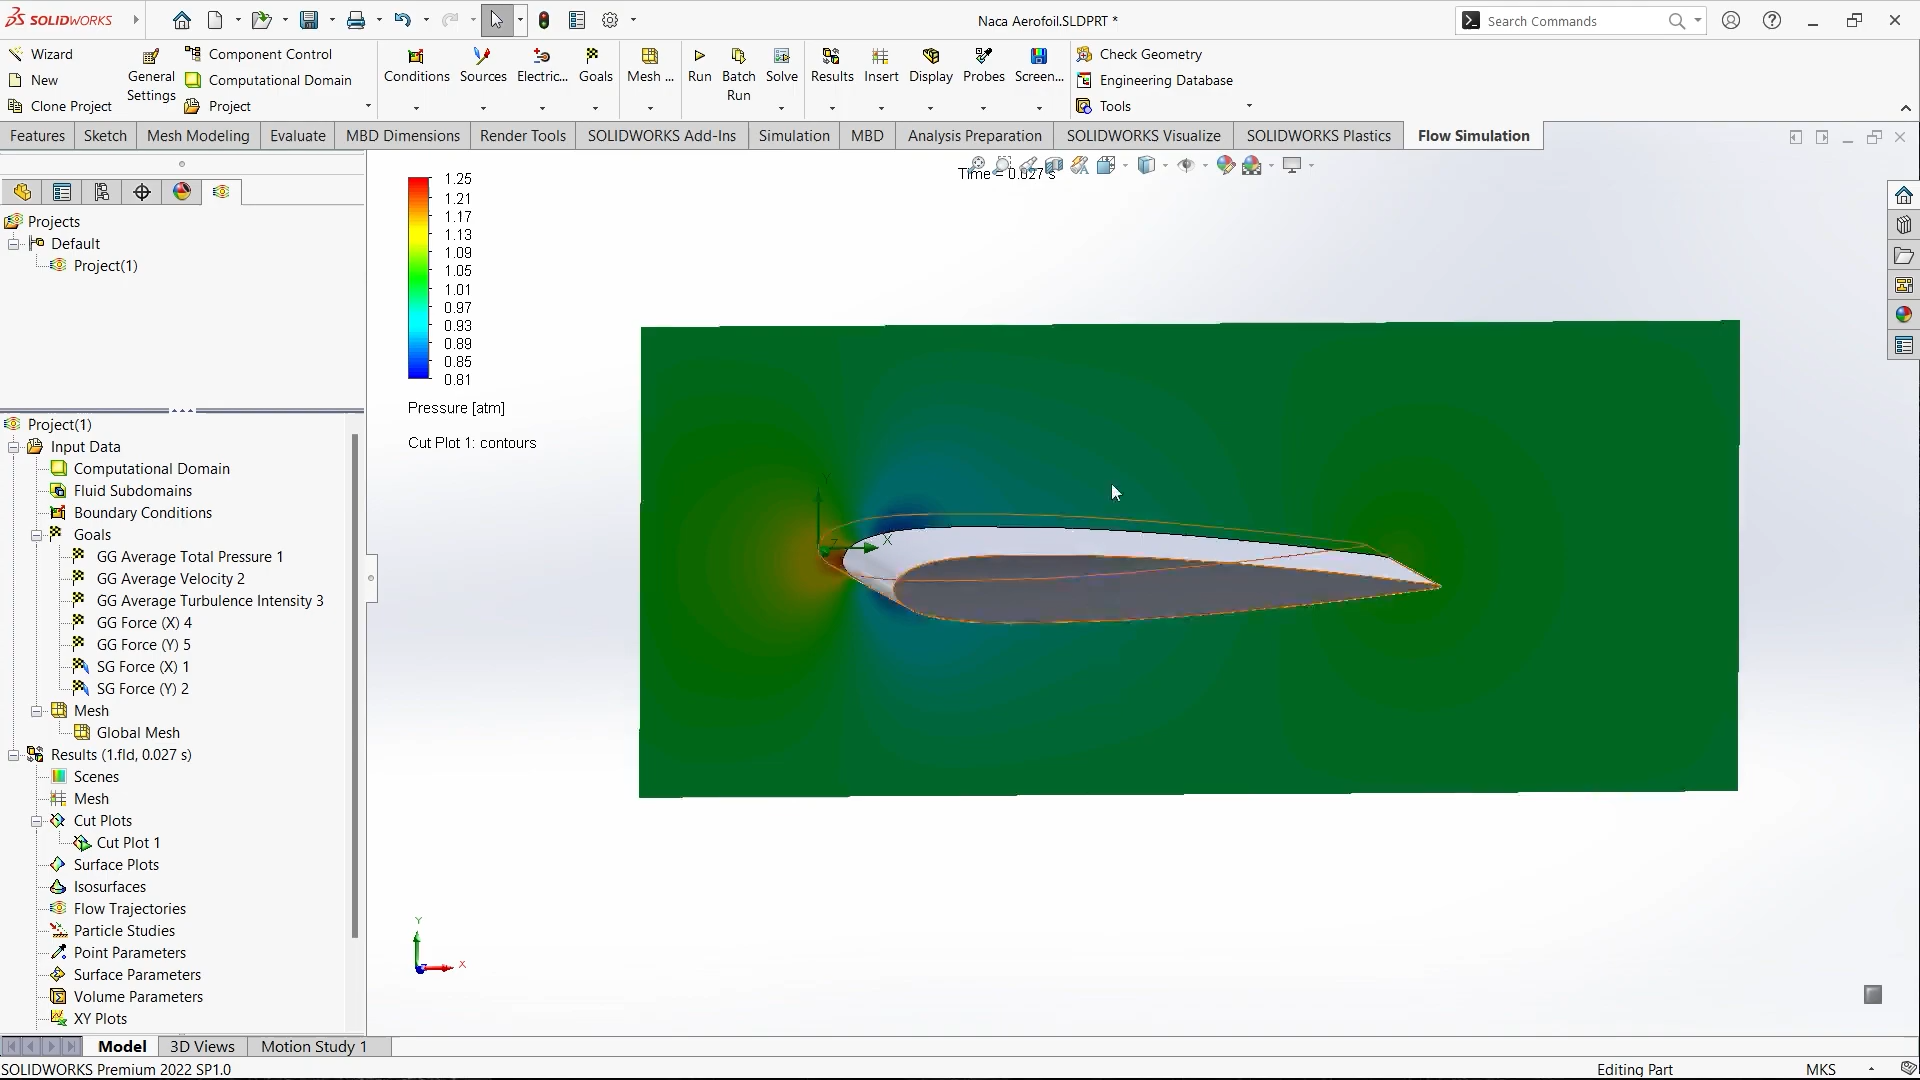 SOLIDWORKS
Naca Aerofoil.SLDPRT *
Search Commands
Wizard
New
Clone Project
General Settings
Component Control
Computational Domain
Project
Conditions
Sources
Electric...
Goals
Mesh ...
Run
Batch Run
Solve
Results
Insert
Display
Probes
Screen...
Check Geometry
Engineering Database
Tools
Features
Sketch
Mesh Modeling
Evaluate
MBD Dimensions
Render Tools
SOLIDWORKS Add-Ins
Simulation
MBD
Analysis Preparation
SOLIDWORKS Visualize
SOLIDWORKS Plastics
Flow Simulation
Projects
Default
Project(1)
Project(1)
Input Data
Computational Domain
Fluid Subdomains
Boundary Conditions
Goals
GG Average Total Pressure 1
GG Average Velocity 2
GG Average Turbulence Intensity 3
GG Force (X) 4
GG Force (Y) 5
SG Force (X) 1
SG Force (Y) 2
Mesh
Global Mesh
Results (1.fld, 0.027 s)
Scenes
Mesh
Cut Plots
Cut Plot 1
Surface Plots
Isosurfaces
Flow Trajectories
Particle Studies
Point Parameters
Surface Parameters
Volume Parameters
XY Plots
Time = 0.027 s
1.25
1.21
1.17
1.13
1.09
1.05
1.01
0.97
0.93
0.89
0.85
0.81
Pressure [atm]
Cut Plot 1: contours
Y
Z
X
Y
Z
X
Model
3D Views
Motion Study 1
SOLIDWORKS Premium 2022 SP1.0
Editing Part
MKS